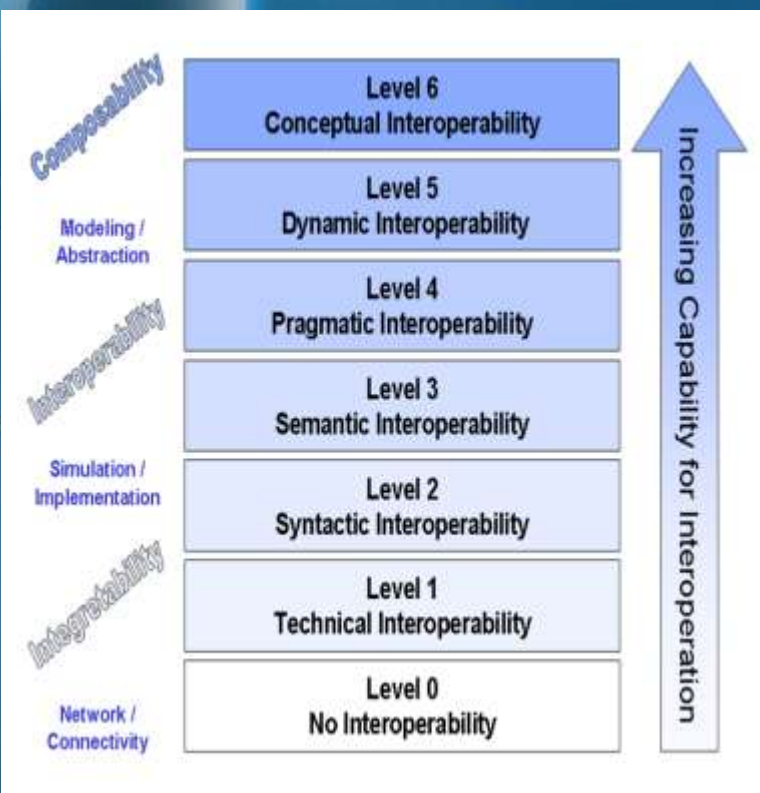 Composability
Modeling /
Abstraction
Interoperability
Simulation /
Implementation
Integretability
Network /
Connectivity
Level 6
Conceptual Interoperability
Level 5
Dynamic Interoperability
Level 4
Pragmatic Interoperability
Level 3
Semantic Interoperability
Level 2
Syntactic Interoperability
Level 1
Technical Interoperability
Level 0
No Interoperability
Increasing Capability for Interoperation